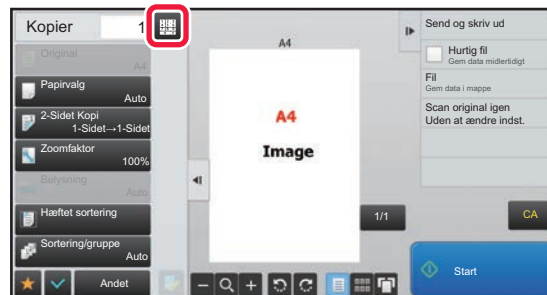 Kopier 1
Original
A4
Papirvalg
Auto
2-Sidet Kopi
1-Sidet→1-Sidet
Zoomfaktor
100%
Belysning
Auto
Hæftet sortering
Sortering/gruppe
Auto
Andet
A4
A4
Image
1/1
Send og skriv ud
Hurtig fil
Gem data midlertidigt
Fil
Gem data i mappe
Scan original igen
Uden at ændre indst.
CA
Start